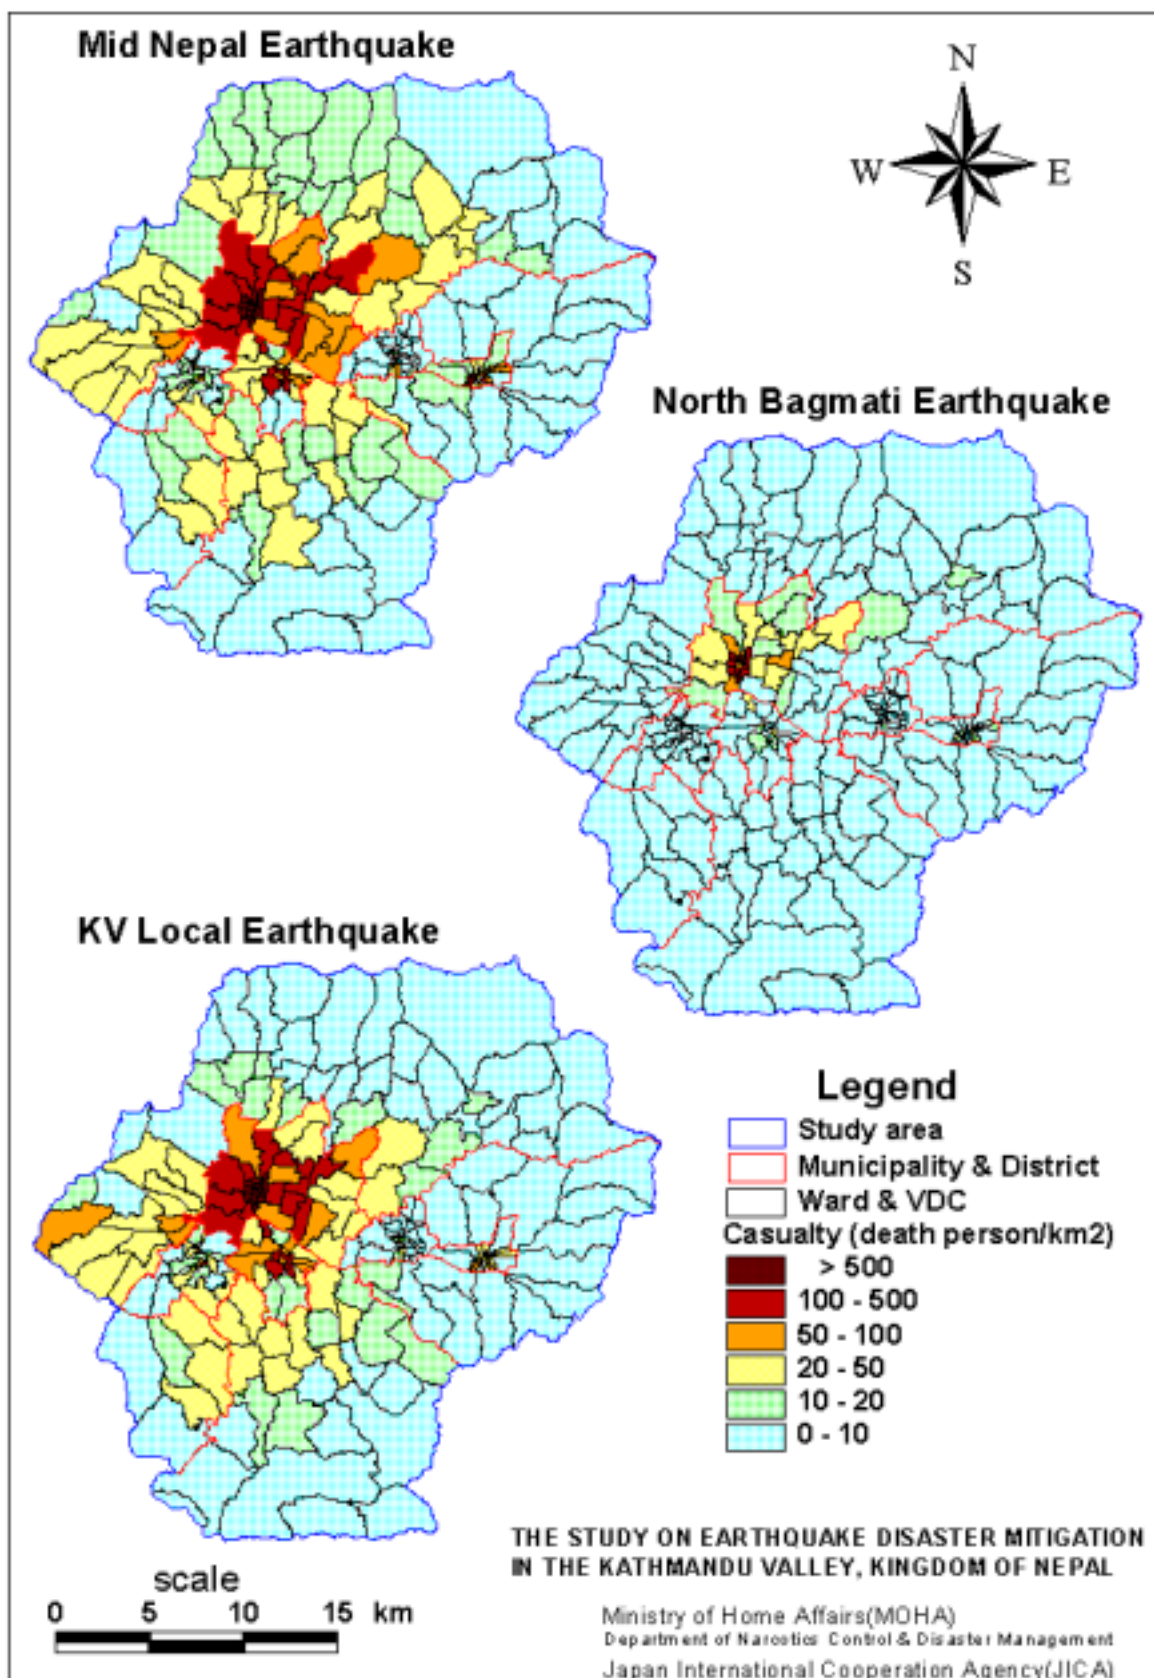 Mid Nepal Earthquake
N
W E
S
North Bagmati Earthquake
KV Local Earthquake
Legend
Study area
Municipality & District
Ward & VDC
Casualty (death person/km2)
> 500
100 - 500
50 - 100
20 - 50
10 - 20
0 - 10
scale
0 5 10 15 km
THE STUDY ON EARTHQUAKE DISASTER MITIGATION
IN THE KATHMANDU VALLEY, KINGDOM OF NEPAL
Ministry of Home Affairs(MOHA)
Department of Narcotics Control & Disaster Management
Japan International Cooperation Agency(JICA)